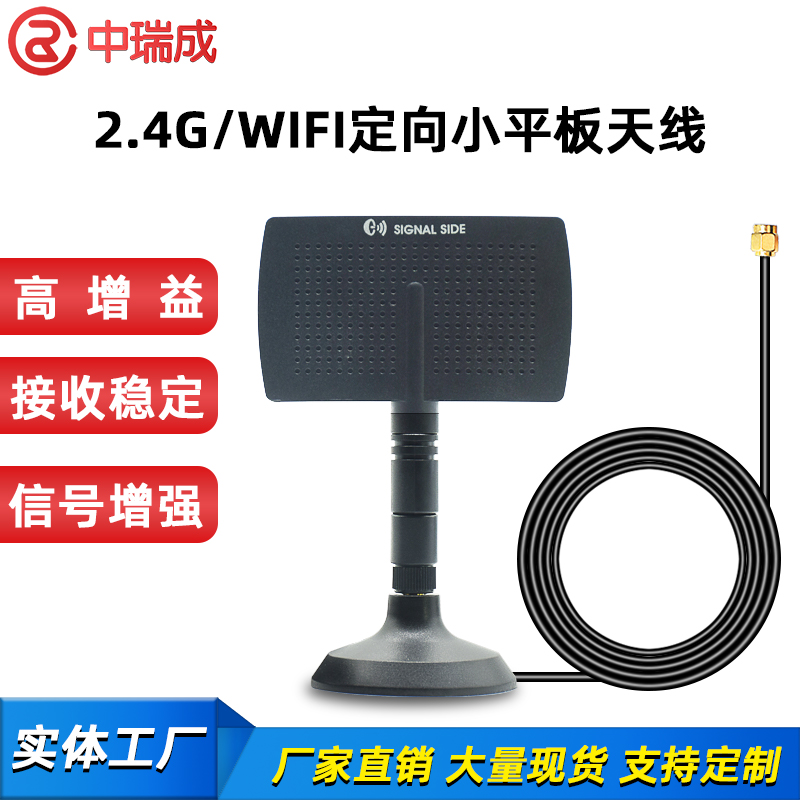 中瑞成
2.4G/WIFI定向小平板天线
SIGNAL SIDE
高增益
接收稳定
信号增强
实体工厂
厂家直销 大量现货 支持定制